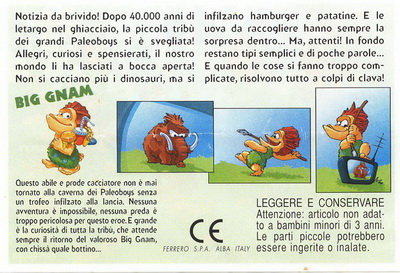 Notizia da brivido! Dopo 40.000 anni di
letargo nel ghiacciaio, la piccola tribù
dei grandi Paleoboys si è svegliata!
Allegri, curiosi e spensierati, il nostro
mondo li ha lasciati a bocca aperta!
Non si cacciano più i dinosauri, ma si
infilzano hamburger e patatine. E le
uova da raccogliere hanno sempre la
sorpresa dentro... Ma, attenti! In fondo
restano tipi semplici e di poche parole...
E quando le cose si fanno troppo com-
plicate, risolvono tutto a colpi di clava!
BIG GNAM
Questo abile e prode cacciatore non è mai
tornato alla caverna dei Paleoboys senza
un trofeo infilzato alla lancia. Nessuna
avventura è impossibile, nessuna preda è
troppo pericolosa per questo eroe. E grande
è la curiosità di tutta la tribù, che attende
sempre il ritorno del valoroso Big Gnam,
con chissà quale bottino...
CE
FERRERO S.P.A. ALBA ITALY
LEGGERE E CONSERVARE
Attenzione: articolo non adat-
to a bambini minori di 3 anni.
Le parti piccole potrebbero
essere ingerite o inalate.